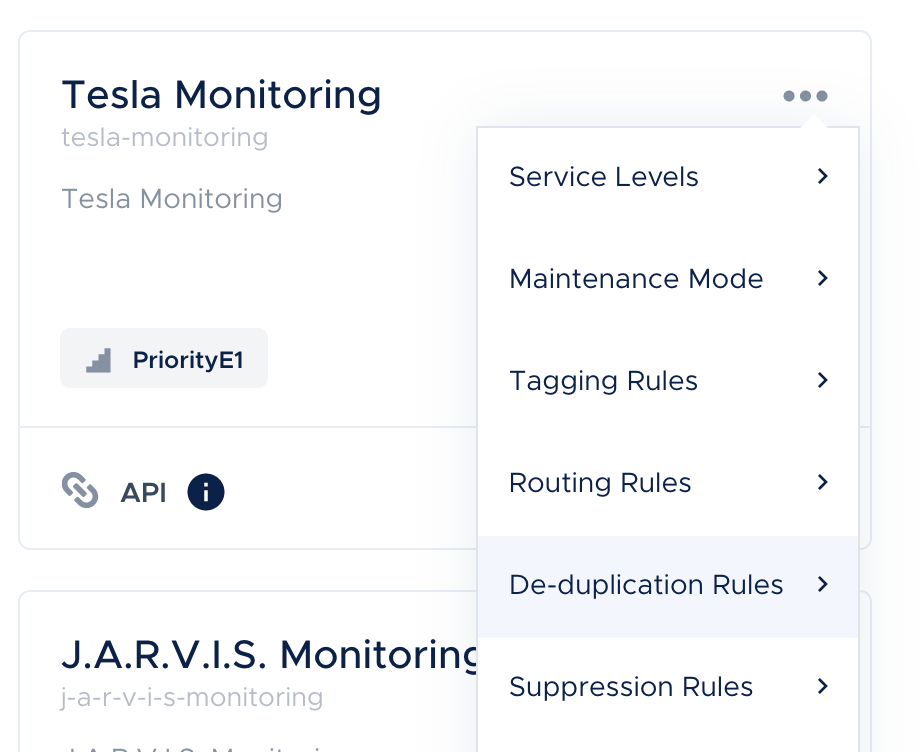 Tesla Monitoring
tesla-monitoring
Tesla Monitoring
PriorityE1
API
Service Levels
Maintenance Mode
Tagging Rules
Routing Rules
De-duplication Rules
Suppression Rules
J.A.R.V.I.S. Monitoring
j-a-r-v-i-s-monitoring